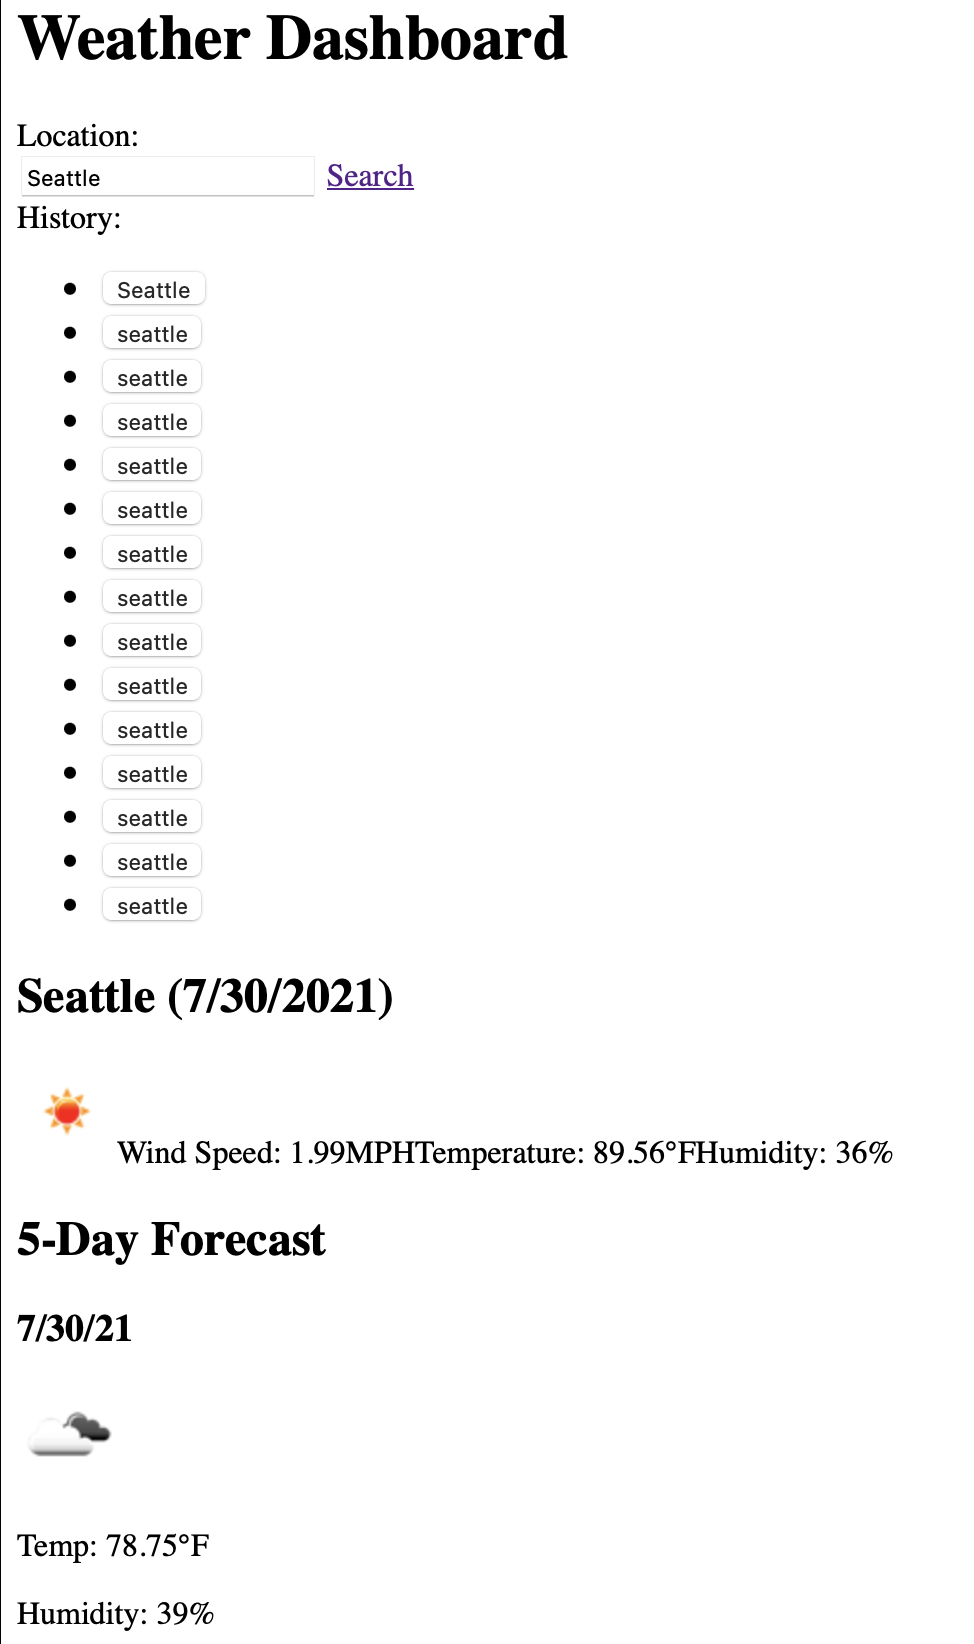 Weather Dashboard
Location:
Seattle Search
History:
Seattle
seattle
seattle
seattle
seattle
seattle
seattle
seattle
seattle
seattle
seattle
seattle
seattle
seattle
seattle
Seattle (7/30/2021)
Wind Speed: 1.99MPHTemperature: 89.56°FHumidity: 36%
5-Day Forecast
7/30/21
Temp: 78.75°F
Humidity: 39%